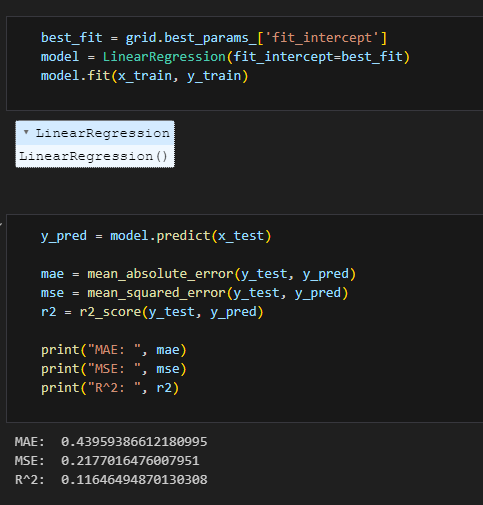 best_fit = grid.best_params_['fit_intercept']
model = LinearRegression(fit_intercept=best_fit)
model.fit(x_train, y_train)
▾ LinearRegression
LinearRegression()
y_pred = model.predict(x_test)
mae = mean_absolute_error(y_test, y_pred)
mse = mean_squared_error(y_test, y_pred)
r2 = r2_score(y_test, y_pred)
print("MAE: ", mae)
print("MSE: ", mse)
print("R^2: ", r2)
MAE:  0.43959386612180995
MSE:  0.2177016476007951
R^2:  0.11646494870130308